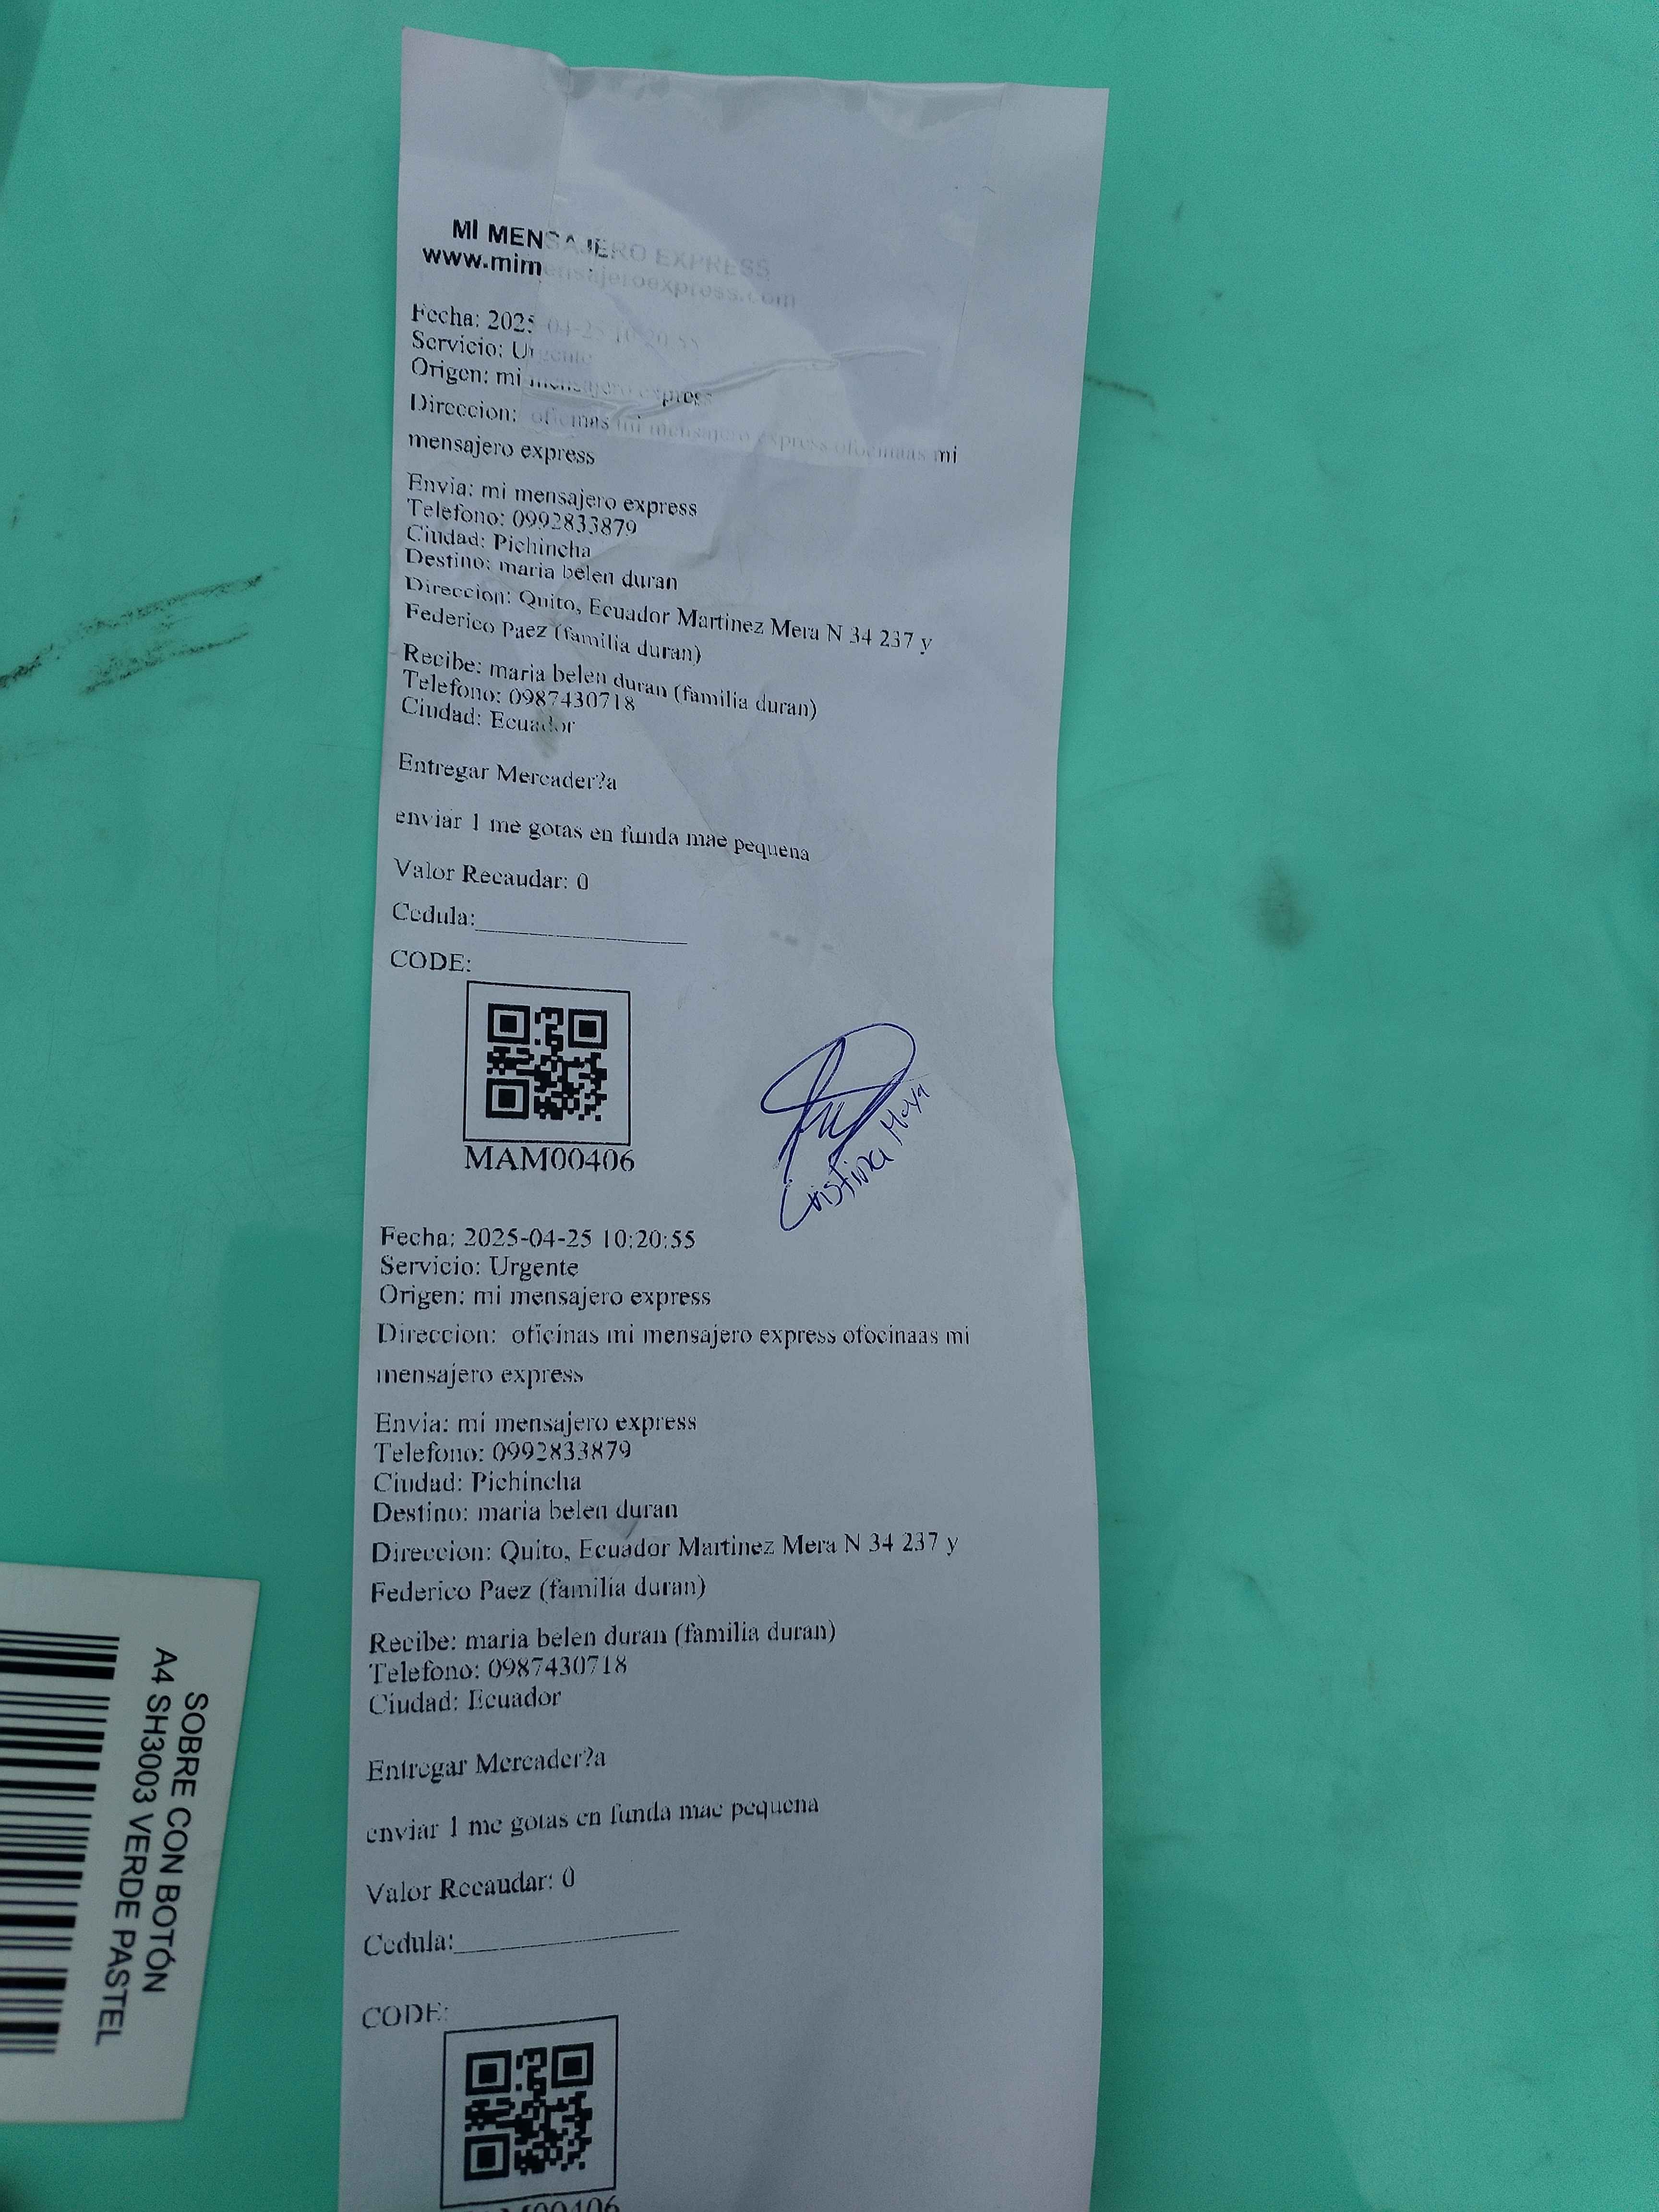 MI MENSAJERO EXPRESS
www.mimensajeroexpress.com
Fecha: 2025-04-25 10:20:55
Servicio: Urgente
Origen: mi mensajero express
Direccion: oficinas mi mensajero express ofocinaas mi
mensajero express
Envia: mi mensajero express
Telefono: 0992833879
Ciudad: Pichincha
Destino: maria belen duran
Direccion: Quito, Ecuador Martinez Mera N 34 237 y
Federico Paez (familia duran)
Recibe: maria belen duran (familia duran)
Telefono: 0987430718
Ciudad: Ecuador
Entregar Mercader?a
enviar 1 me gotas en funda mae pequena
Valor Recaudar: 0
Cedula:
CODE:
MAM00406
Cristina Moya
Fecha: 2025-04-25 10:20:55
Servicio: Urgente
Origen: mi mensajero express
Direccion: oficinas mi mensajero express ofocinaas mi
mensajero express
Envia: mi mensajero express
Telefono: 0992833879
Ciudad: Pichincha
Destino: maria belen duran
Direccion: Quito, Ecuador Martinez Mera N 34 237 y
Federico Paez (familia duran)
Recibe: maria belen duran (familia duran)
Telefono: 0987430718
Ciudad: Ecuador
Entregar Mercader?a
enviar 1 me gotas en funda mae pequena
Valor Recaudar: 0
Cedula:
CODE:
MAM00406
SOBRE CON BOTÓN
A4 SH3003 VERDE PASTEL